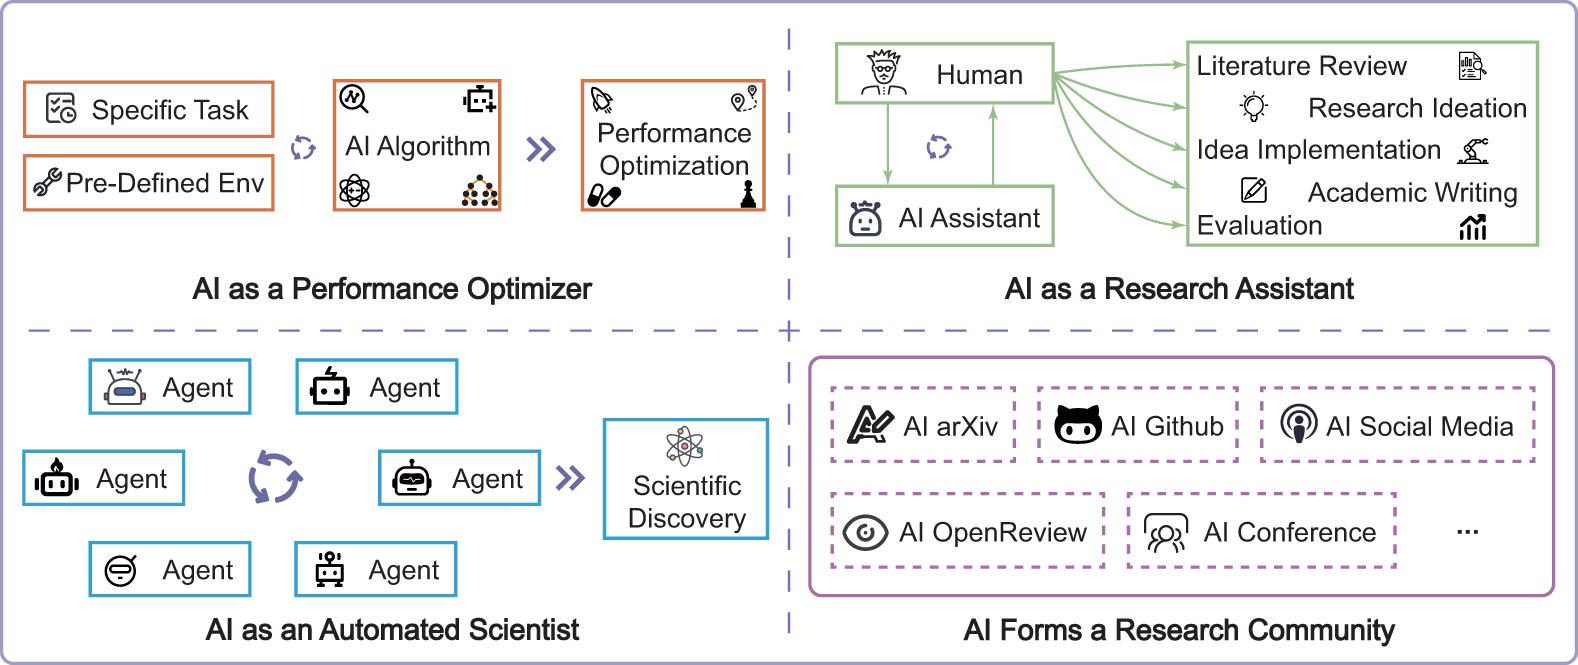 Specific Task
Pre-Defined Env
AI Algorithm
Performance
Optimization
AI as a Performance Optimizer
Human
AI Assistant
Literature Review
Research Ideation
Idea Implementation
Academic Writing
Evaluation
AI as a Research Assistant
Agent
Agent
Agent
Agent
Agent
Agent
Scientific
Discovery
AI as an Automated Scientist
AI arXiv
AI Github
AI Social Media
AI OpenReview
AI Conference
...
AI Forms a Research Community